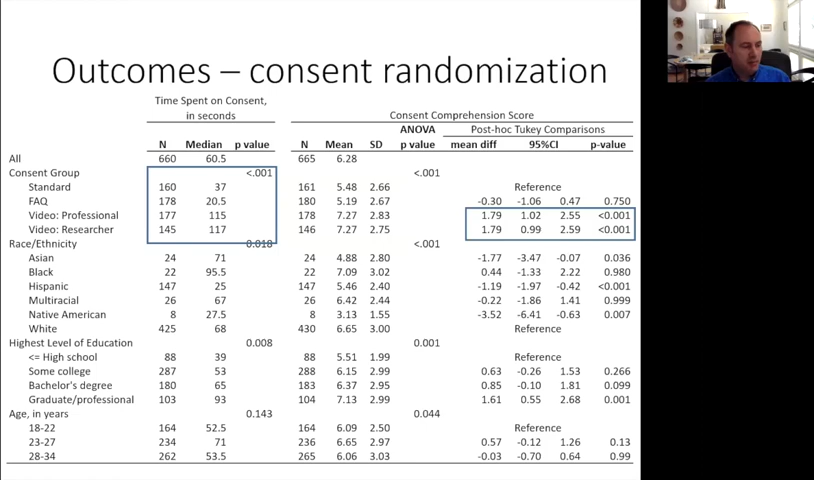 Outcomes – consent randomization
Time Spent on Consent, in seconds Consent Comprehension Score
ANOVA Post-hoc Tukey Comparisons
N Median p value N Mean SD p value mean diff 95%CI p-value
All 660 60.5 665 6.28
Consent Group <.001 <.001
Standard 160 37 161 5.48 2.66 Reference
FAQ 178 20.5 180 5.19 2.67 -0.30 -1.06 0.47 0.750
Video: Professional 177 115 178 7.27 2.83 1.79 1.02 2.55 <0.001
Video: Researcher 145 117 146 7.27 2.75 1.79 0.99 2.59 <0.001
Race/Ethnicity 0.018 <.001
Asian 24 71 24 4.88 2.80 -1.77 -3.47 -0.07 0.036
Black 22 95.5 22 7.09 3.02 0.44 -1.33 2.22 0.980
Hispanic 147 25 147 5.46 2.40 -1.19 -1.97 -0.42 <0.001
Multiracial 26 67 26 6.42 2.44 -0.22 -1.86 1.41 0.999
Native American 8 27.5 8 3.13 1.55 -3.52 -6.41 -0.63 0.007
White 425 68 430 6.65 3.00 Reference
Highest Level of Education 0.008 0.001
<= High school 88 39 88 5.51 1.99 Reference
Some college 287 53 288 6.15 2.99 0.63 -0.26 1.53 0.266
Bachelor's degree 180 65 183 6.37 2.95 0.85 -0.10 1.81 0.099
Graduate/professional 103 93 104 7.13 2.99 1.61 0.55 2.68 0.001
Age, in years 0.143 0.044
18-22 164 52.5 164 6.09 2.50 Reference
23-27 234 71 236 6.65 2.97 0.57 -0.12 1.26 0.13
28-34 262 53.5 265 6.06 3.03 -0.03 -0.70 0.64 0.99